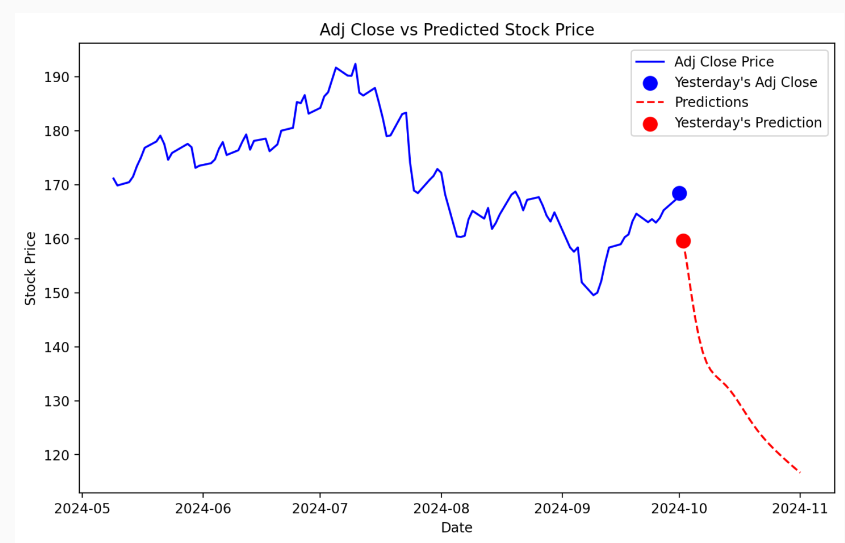 Adj Close vs Predicted Stock Price
Adj Close Price
Yesterday's Adj Close
Predictions
Yesterday's Prediction
190
180
170
160
150
140
130
120
Stock Price
2024-05 2024-06 2024-07 2024-08 2024-09 2024-10 2024-11
Date